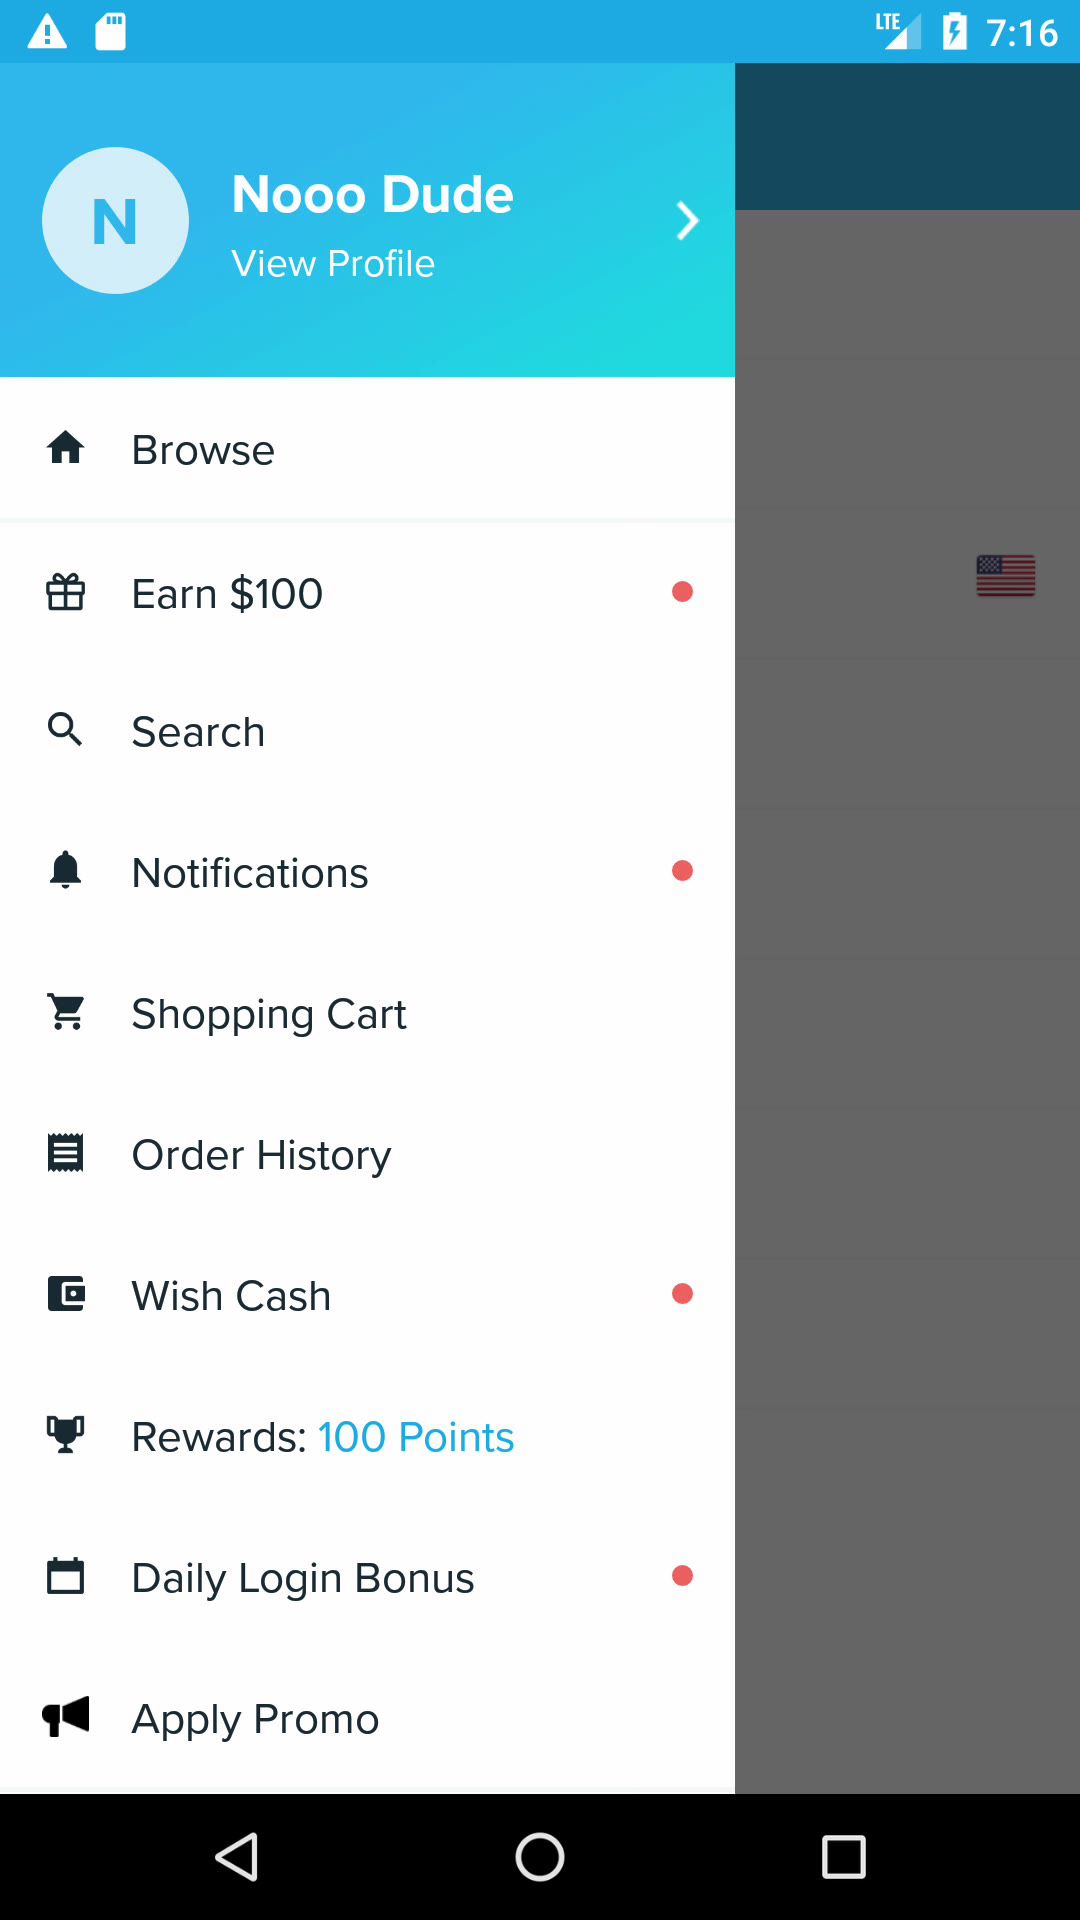 LTE 7:16
N
Nooo Dude
View Profile
Browse
Earn $100
Search
Notifications
Shopping Cart
Order History
Wish Cash
Rewards: 100 Points
Daily Login Bonus
Apply Promo